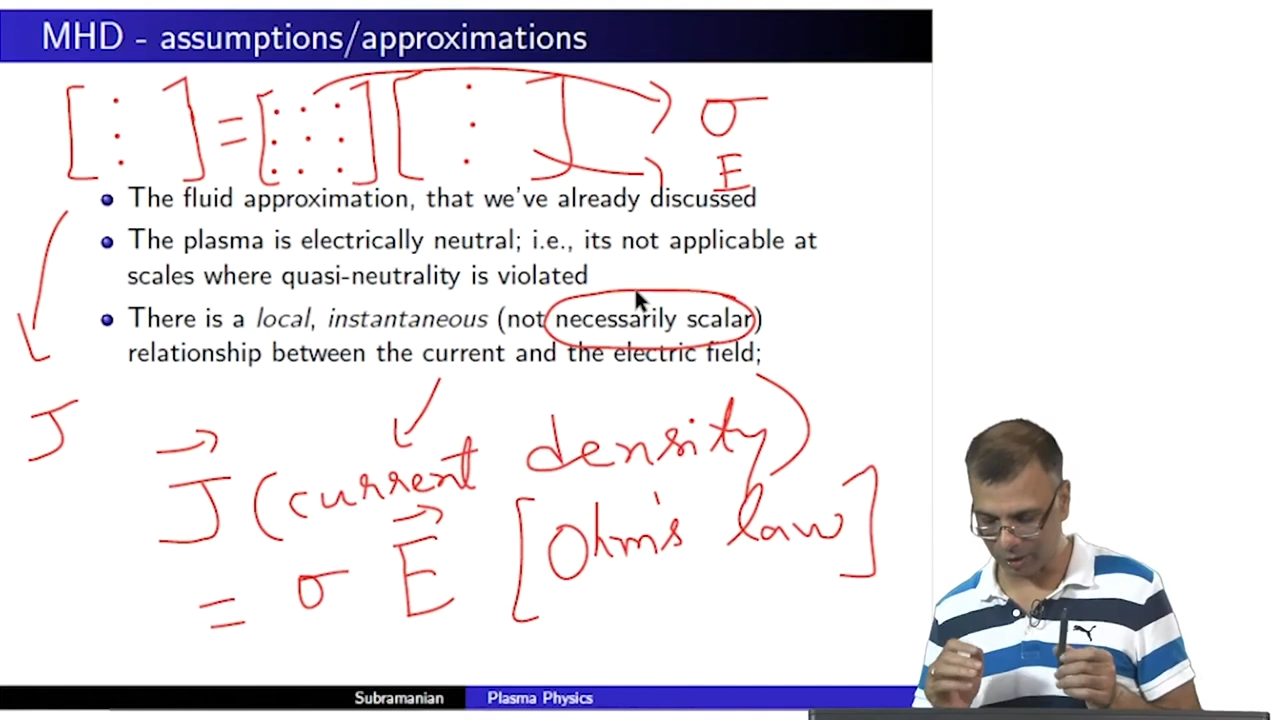 MHD - assumptions/approximations
[⋮] = [⋮ ⋮ ⋮] [⋮] → σ
E
The fluid approximation, that we've already discussed
The plasma is electrically neutral; i.e., its not applicable at
scales where quasi-neutrality is violated
There is a local, instantaneous (not necessarily scalar)
relationship between the current and the electric field;
J
J (current density)
= σ E [Ohm's law]
Subramanian Plasma Physics